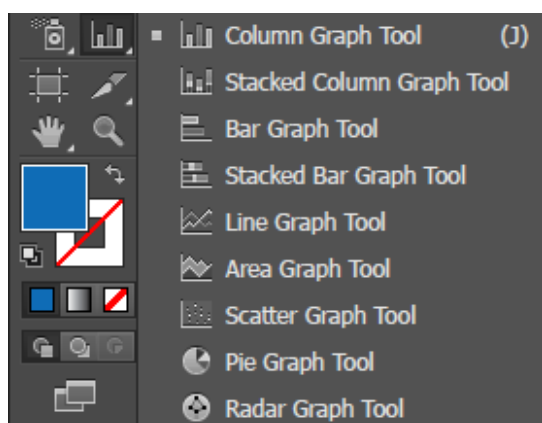 Column Graph Tool (J)
Stacked Column Graph Tool
Bar Graph Tool
Stacked Bar Graph Tool
Line Graph Tool
Area Graph Tool
Scatter Graph Tool
Pie Graph Tool
Radar Graph Tool